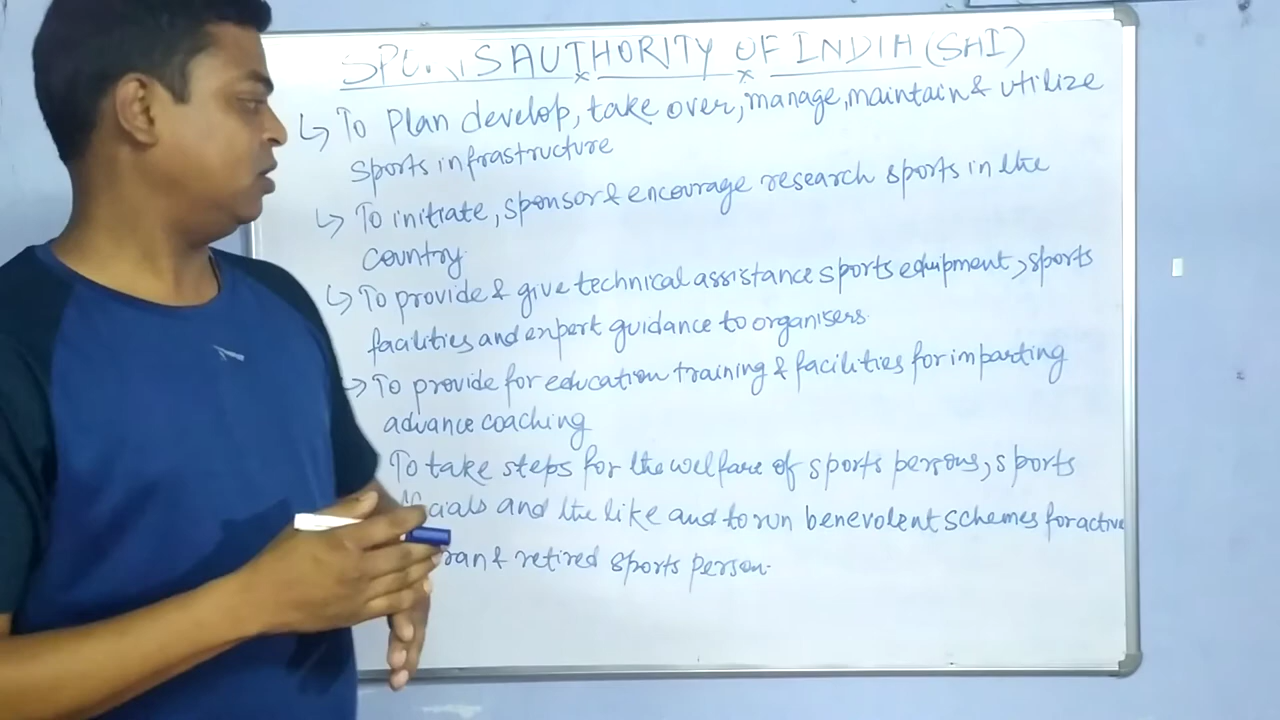 SPORTS AUTHORITY OF INDIA (SAI)
→ To plan develop, take over, manage, maintain & utilize
sports infrastructure
→ To initiate, sponsor & encourage research sports in the
country.
→ To provide & give technical assistance sports equipment, sports
facilities and expert guidance to organisers.
→ To provide for education training & facilities for imparting
advance coaching
To take steps for the welfare of sports persons, sports
and the like and to run benevolent schemes for active
& retired sports person.